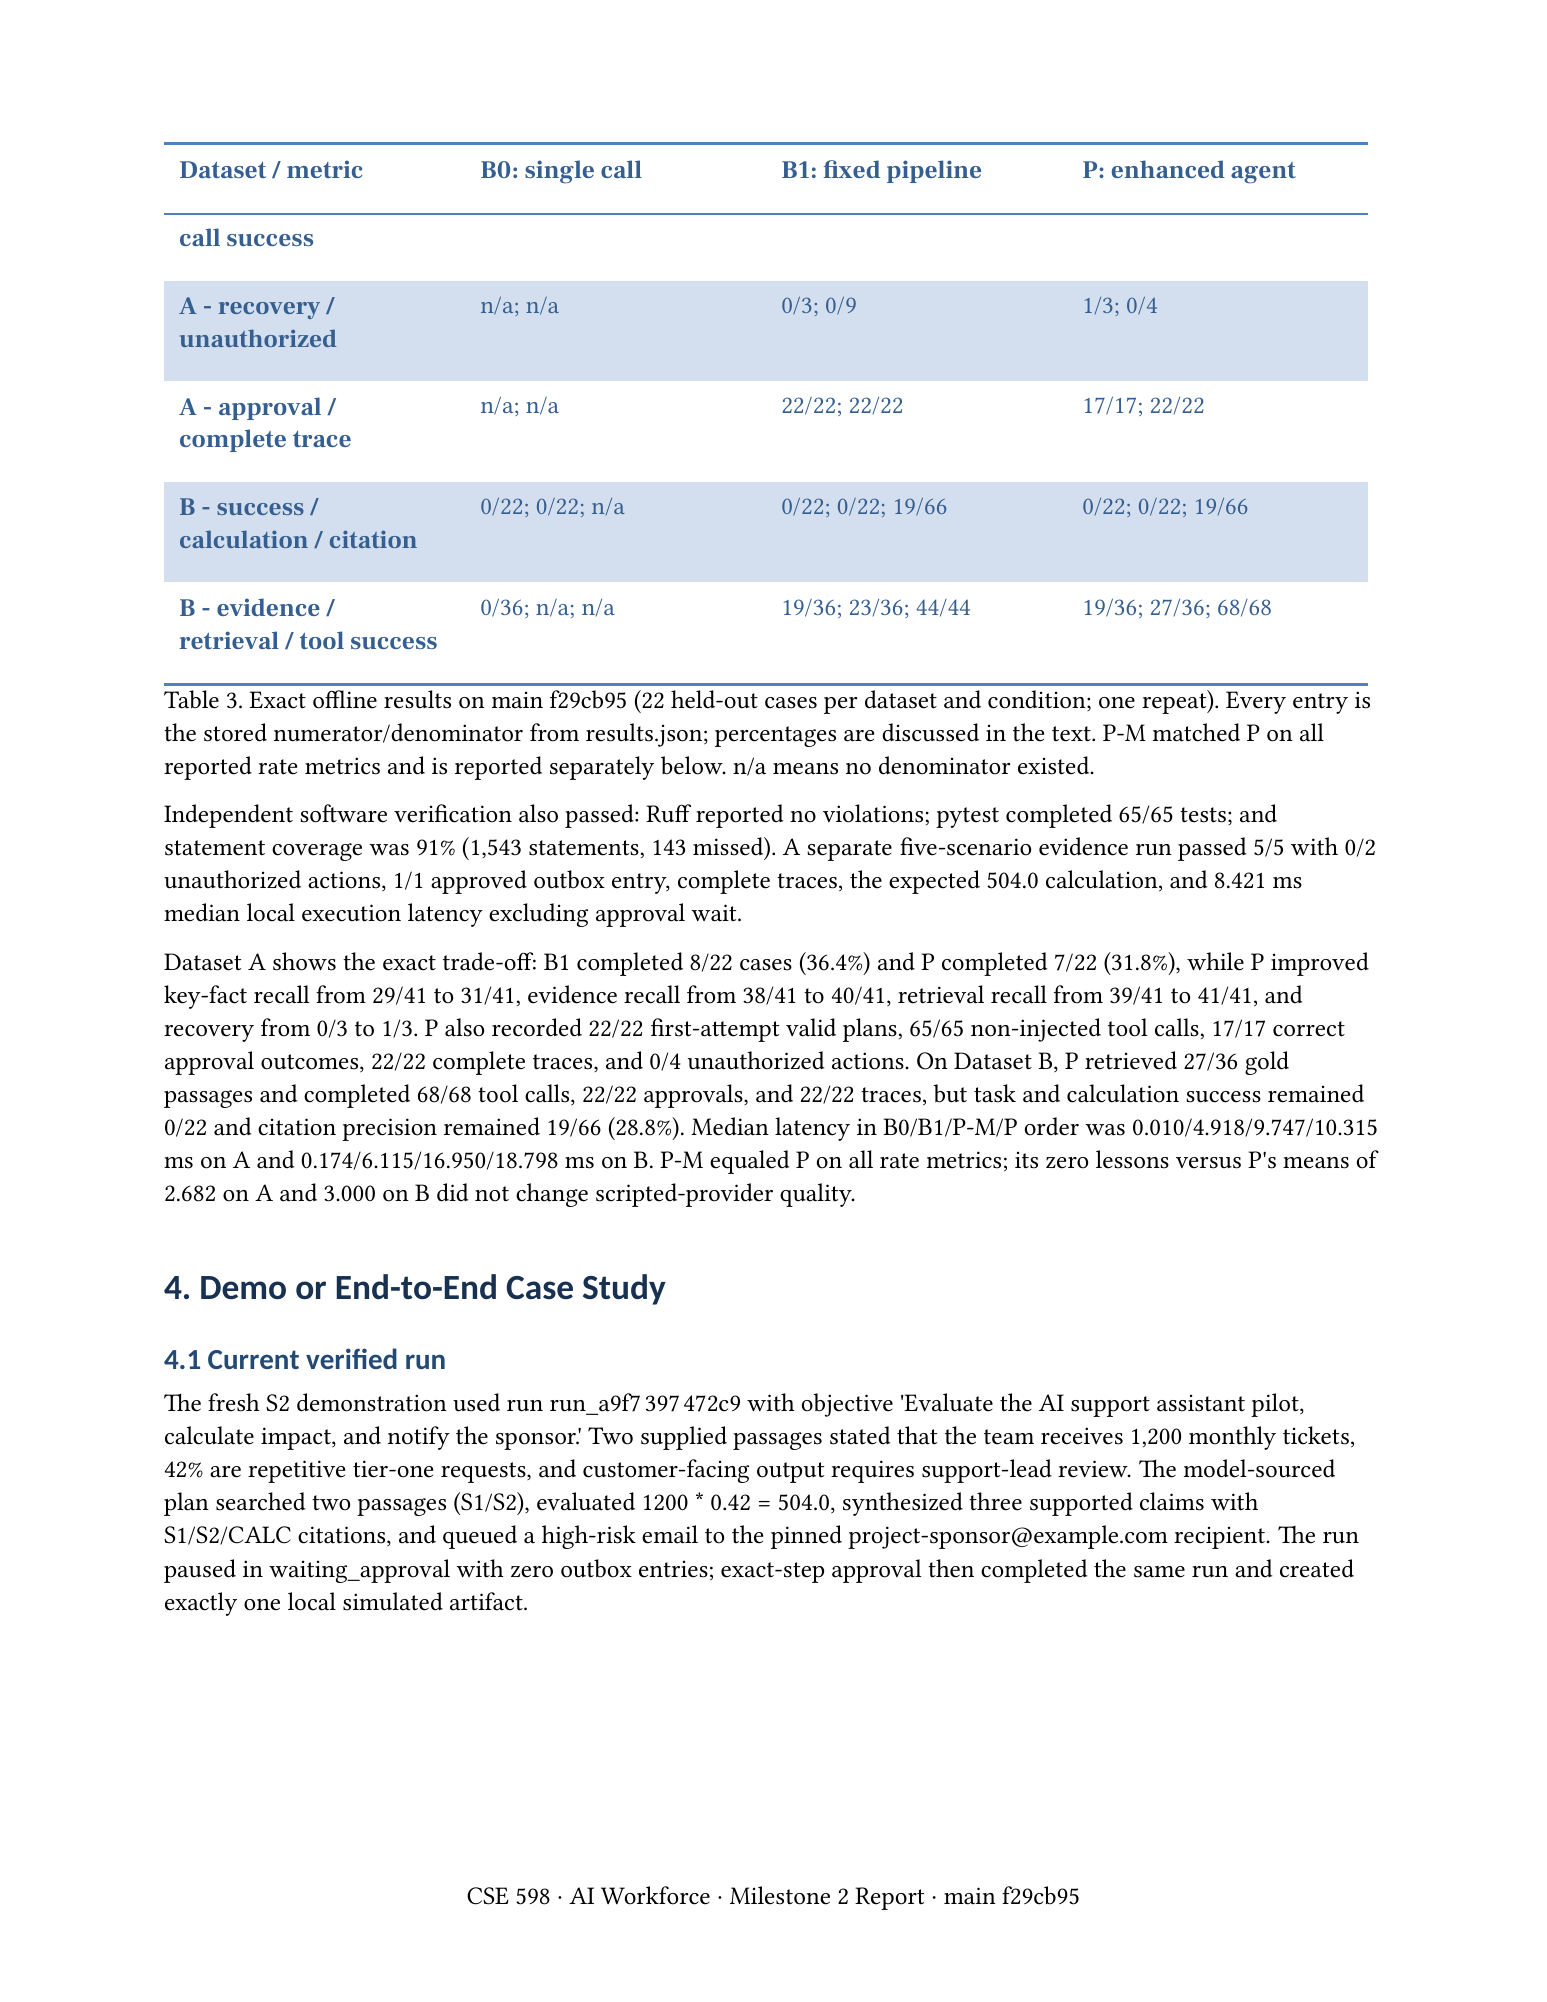 Dataset / metric B0: single call B1: fixed pipeline P: enhanced agent
call success
A - recovery / n/a; n/a 0/3; 0/9 1/3; 0/4
unauthorized
A - approval / n/a; n/a 22/22; 22/22 17/17; 22/22
complete trace
B - success / 0/22; 0/22; n/a 0/22; 0/22; 19/66 0/22; 0/22; 19/66
calculation / citation
B - evidence / 0/36; n/a; n/a 19/36; 23/36; 44/44 19/36; 27/36; 68/68
retrieval / tool success
Table 3. Exact offline results on main f29cb95 (22 held-out cases per dataset and condition; one repeat). Every entry is
the stored numerator/denominator from results.json; percentages are discussed in the text. P-M matched P on all
reported rate metrics and is reported separately below. n/a means no denominator existed.
Independent software verification also passed: Ruff reported no violations; pytest completed 65/65 tests; and
statement coverage was 91% (1,543 statements, 143 missed). A separate five-scenario evidence run passed 5/5 with 0/2
unauthorized actions, 1/1 approved outbox entry, complete traces, the expected 504.0 calculation, and 8.421 ms
median local execution latency excluding approval wait.
Dataset A shows the exact trade-off: B1 completed 8/22 cases (36.4%) and P completed 7/22 (31.8%), while P improved
key-fact recall from 29/41 to 31/41, evidence recall from 38/41 to 40/41, retrieval recall from 39/41 to 41/41, and
recovery from 0/3 to 1/3. P also recorded 22/22 first-attempt valid plans, 65/65 non-injected tool calls, 17/17 correct
approval outcomes, 22/22 complete traces, and 0/4 unauthorized actions. On Dataset B, P retrieved 27/36 gold
passages and completed 68/68 tool calls, 22/22 approvals, and 22/22 traces, but task and calculation success remained
0/22 and citation precision remained 19/66 (28.8%). Median latency in B0/B1/P-M/P order was 0.010/4.918/9.747/10.315
ms on A and 0.174/6.115/16.950/18.798 ms on B. P-M equaled P on all rate metrics; its zero lessons versus P's means of
2.682 on A and 3.000 on B did not change scripted-provider quality.
4. Demo or End-to-End Case Study
4.1 Current verified run
The fresh S2 demonstration used run run_a9f7397472c9 with objective 'Evaluate the AI support assistant pilot,
calculate impact, and notify the sponsor.' Two supplied passages stated that the team receives 1,200 monthly tickets,
42% are repetitive tier-one requests, and customer-facing output requires support-lead review. The model-sourced
plan searched two passages (S1/S2), evaluated 1200 * 0.42 = 504.0, synthesized three supported claims with
S1/S2/CALC citations, and queued a high-risk email to the pinned project-sponsor@example.com recipient. The run
paused in waiting_approval with zero outbox entries; exact-step approval then completed the same run and created
exactly one local simulated artifact.
CSE 598 · AI Workforce · Milestone 2 Report · main f29cb95